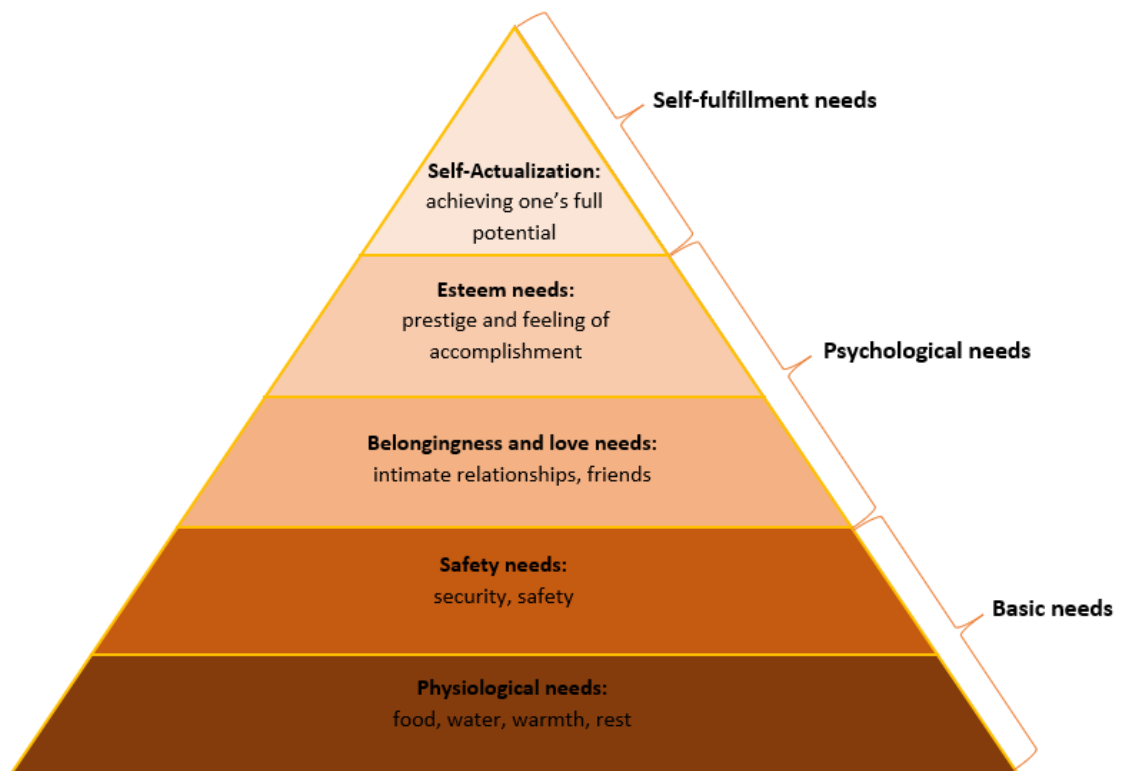 Self-fulfillment needs
Self-Actualization:
achieving one’s full
potential
Esteem needs:
prestige and feeling of
accomplishment
Psychological needs
Belongingness and love needs:
intimate relationships, friends
Safety needs:
security, safety
Basic needs
Physiological needs:
food, water, warmth, rest